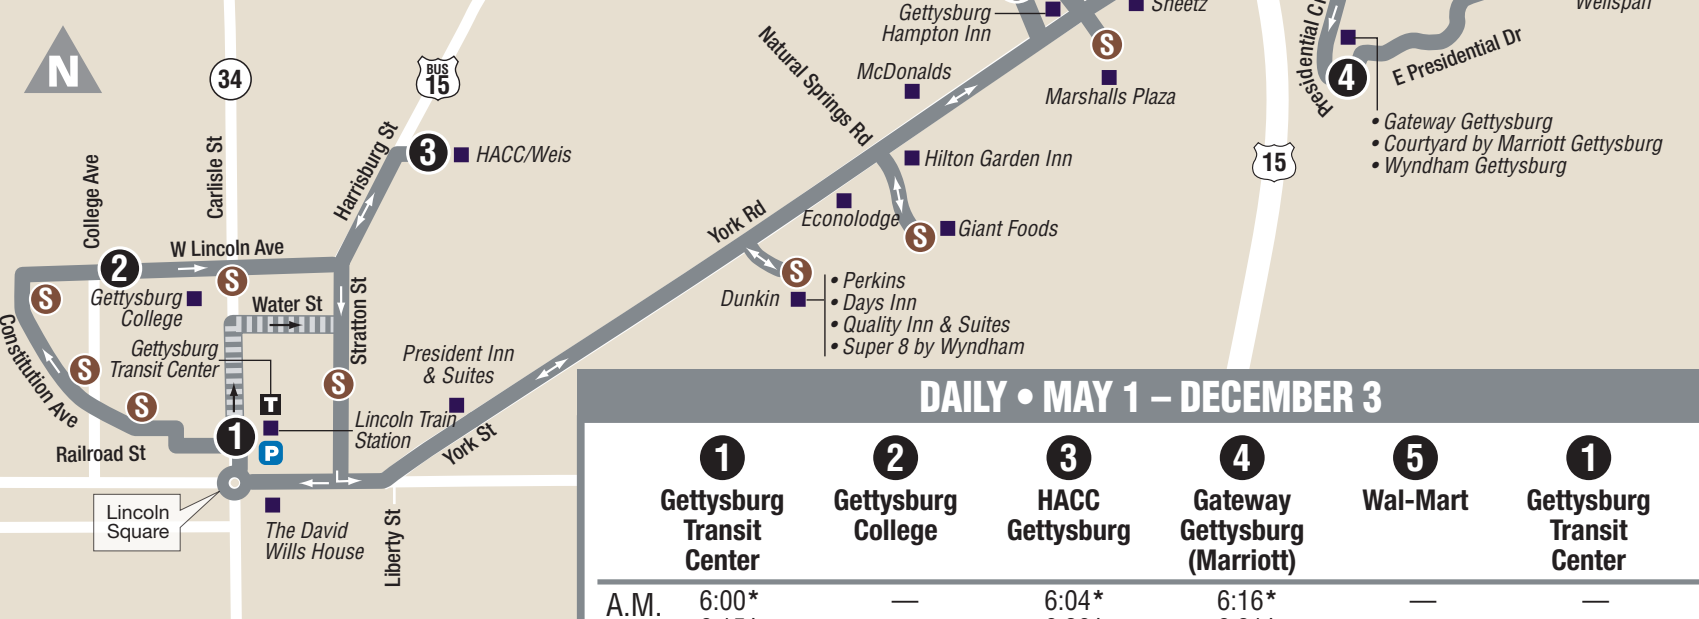 Gettysburg
Hampton Inn
Sheetz
Wellspan
N
34
BUS
15
Natural Springs Rd
McDonalds
S
Marshalls Plaza
Presidential Ci
4
E Presidential Dr
• Gateway Gettysburg
• Courtyard by Marriott Gettysburg
• Wyndham Gettysburg
15
College Ave
Carlisle St
Harrisburg St
3
HACC/Weis
Hilton Garden Inn
Econolodge
S
Giant Foods
York Rd
W Lincoln Ave
2
S
S
Gettysburg
College
Water St
Stratton St
Dunkin
S
• Perkins
• Days Inn
• Quality Inn & Suites
• Super 8 by Wyndham
Constitution Ave
Gettysburg
Transit Center
President Inn
& Suites
S
S
S
T
1
P
Lincoln Train
Station
York St
Railroad St
Lincoln
Square
The David
Wills House
Liberty St
DAILY • MAY 1 – DECEMBER 3
1 2 3 4 5 1
Gettysburg Gettysburg HACC Gateway Wal-Mart Gettysburg
Transit College Gettysburg Gettysburg Transit
Center (Marriott) Center
A.M. 6:00* — 6:04* 6:16* — —